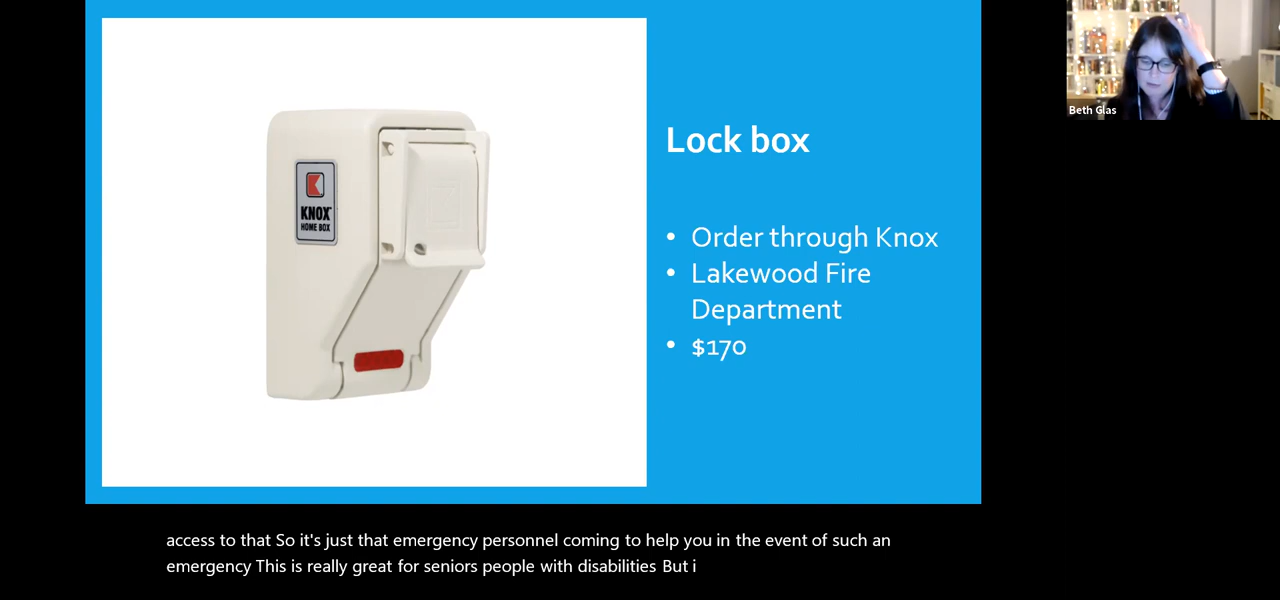 Lock box
• Order through Knox
• Lakewood Fire
Department
• $170
KNOX
HOME BOX
Beth Glas
access to that So it's just that emergency personnel coming to help you in the event of such an
emergency This is really great for seniors people with disabilities But i